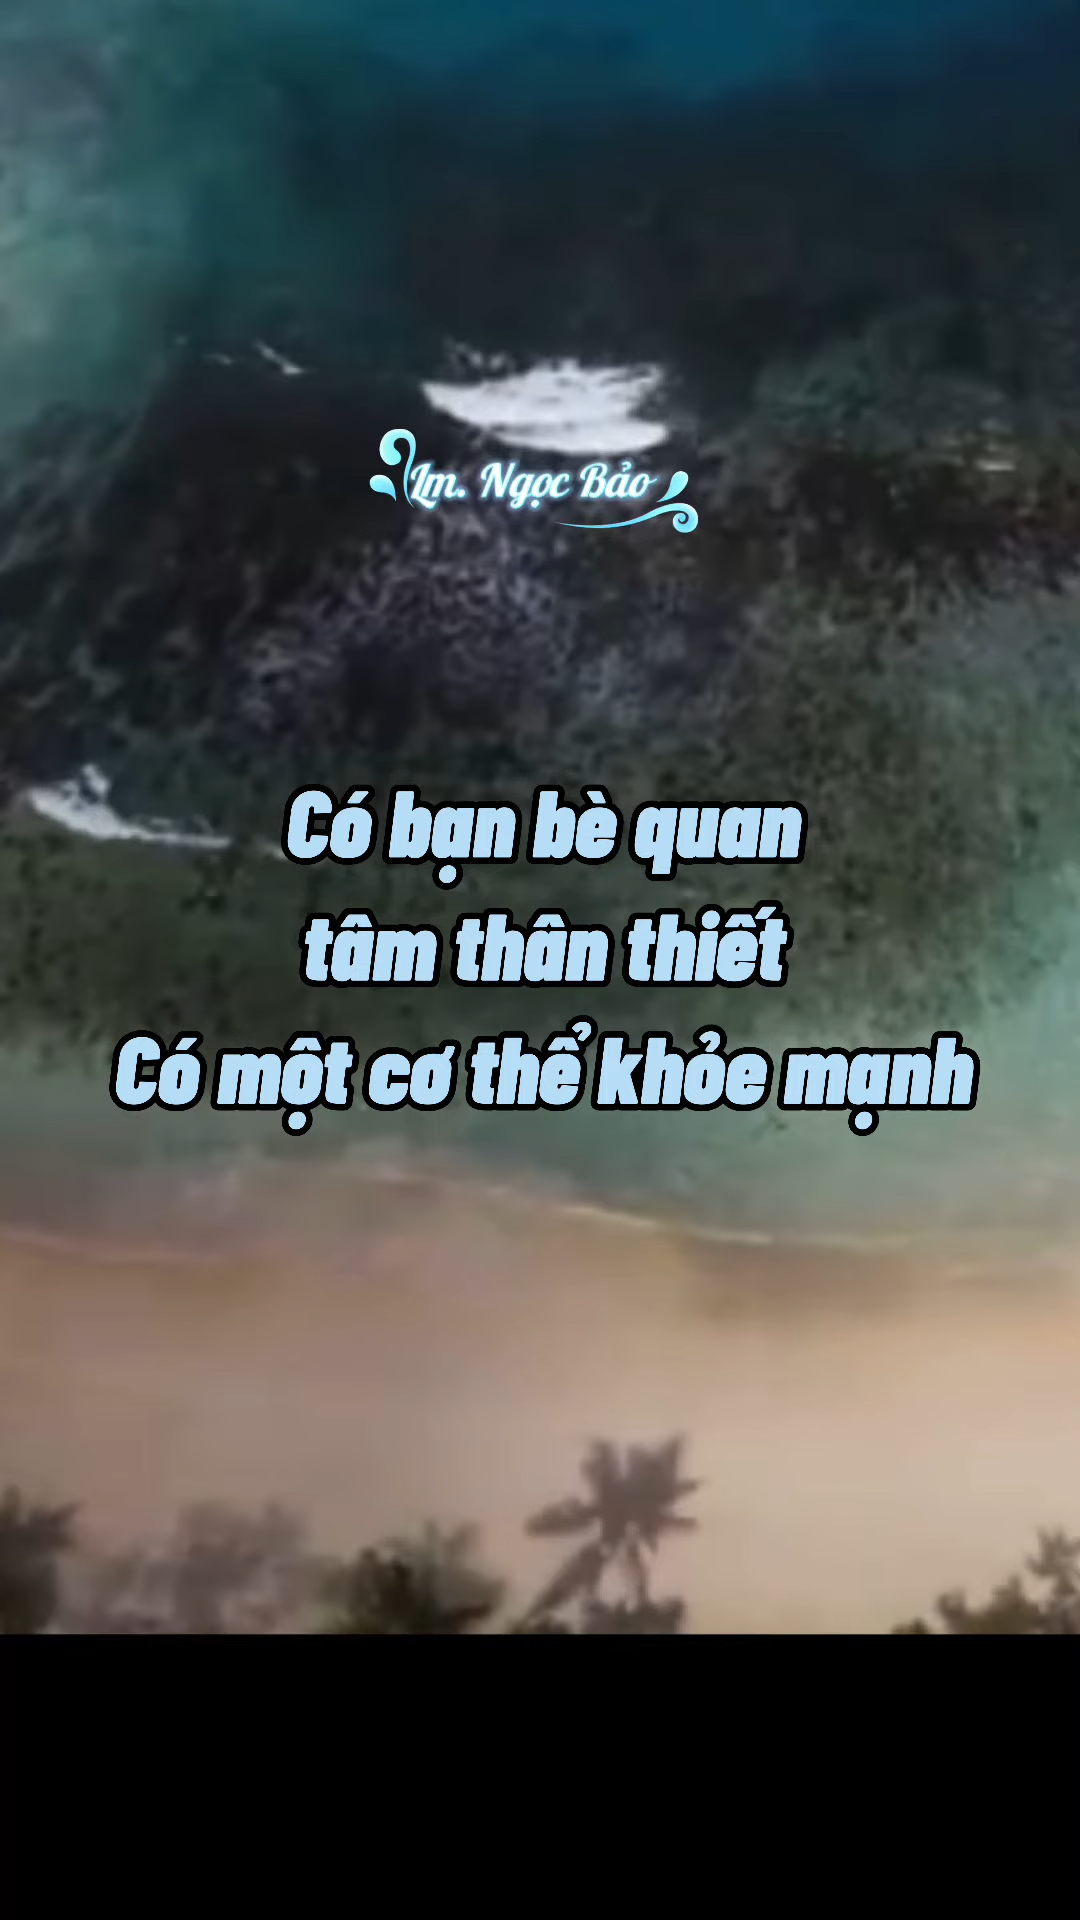 Lm. Ngọc Bảo
Có bạn bè quan
tâm thân thiết
Có một cơ thể khỏe mạnh